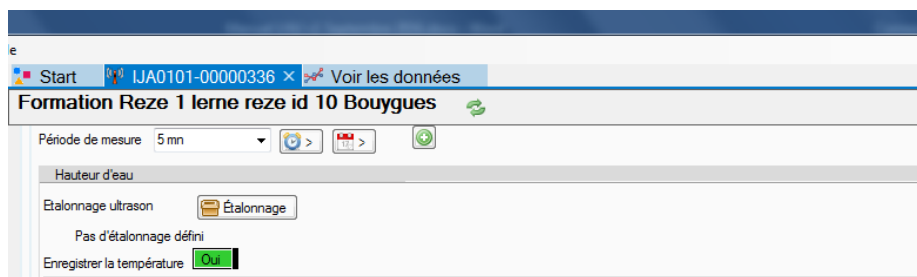 e
Start IJA0101-00000336 × Voir les données
Formation Reze 1 lerne reze id 10 Bouygues
Période de mesure 5 mn > >
Hauteur d'eau
Etalonnage ultrason Étalonnage
Pas d'étalonnage défini
Enregistrer la température Oui